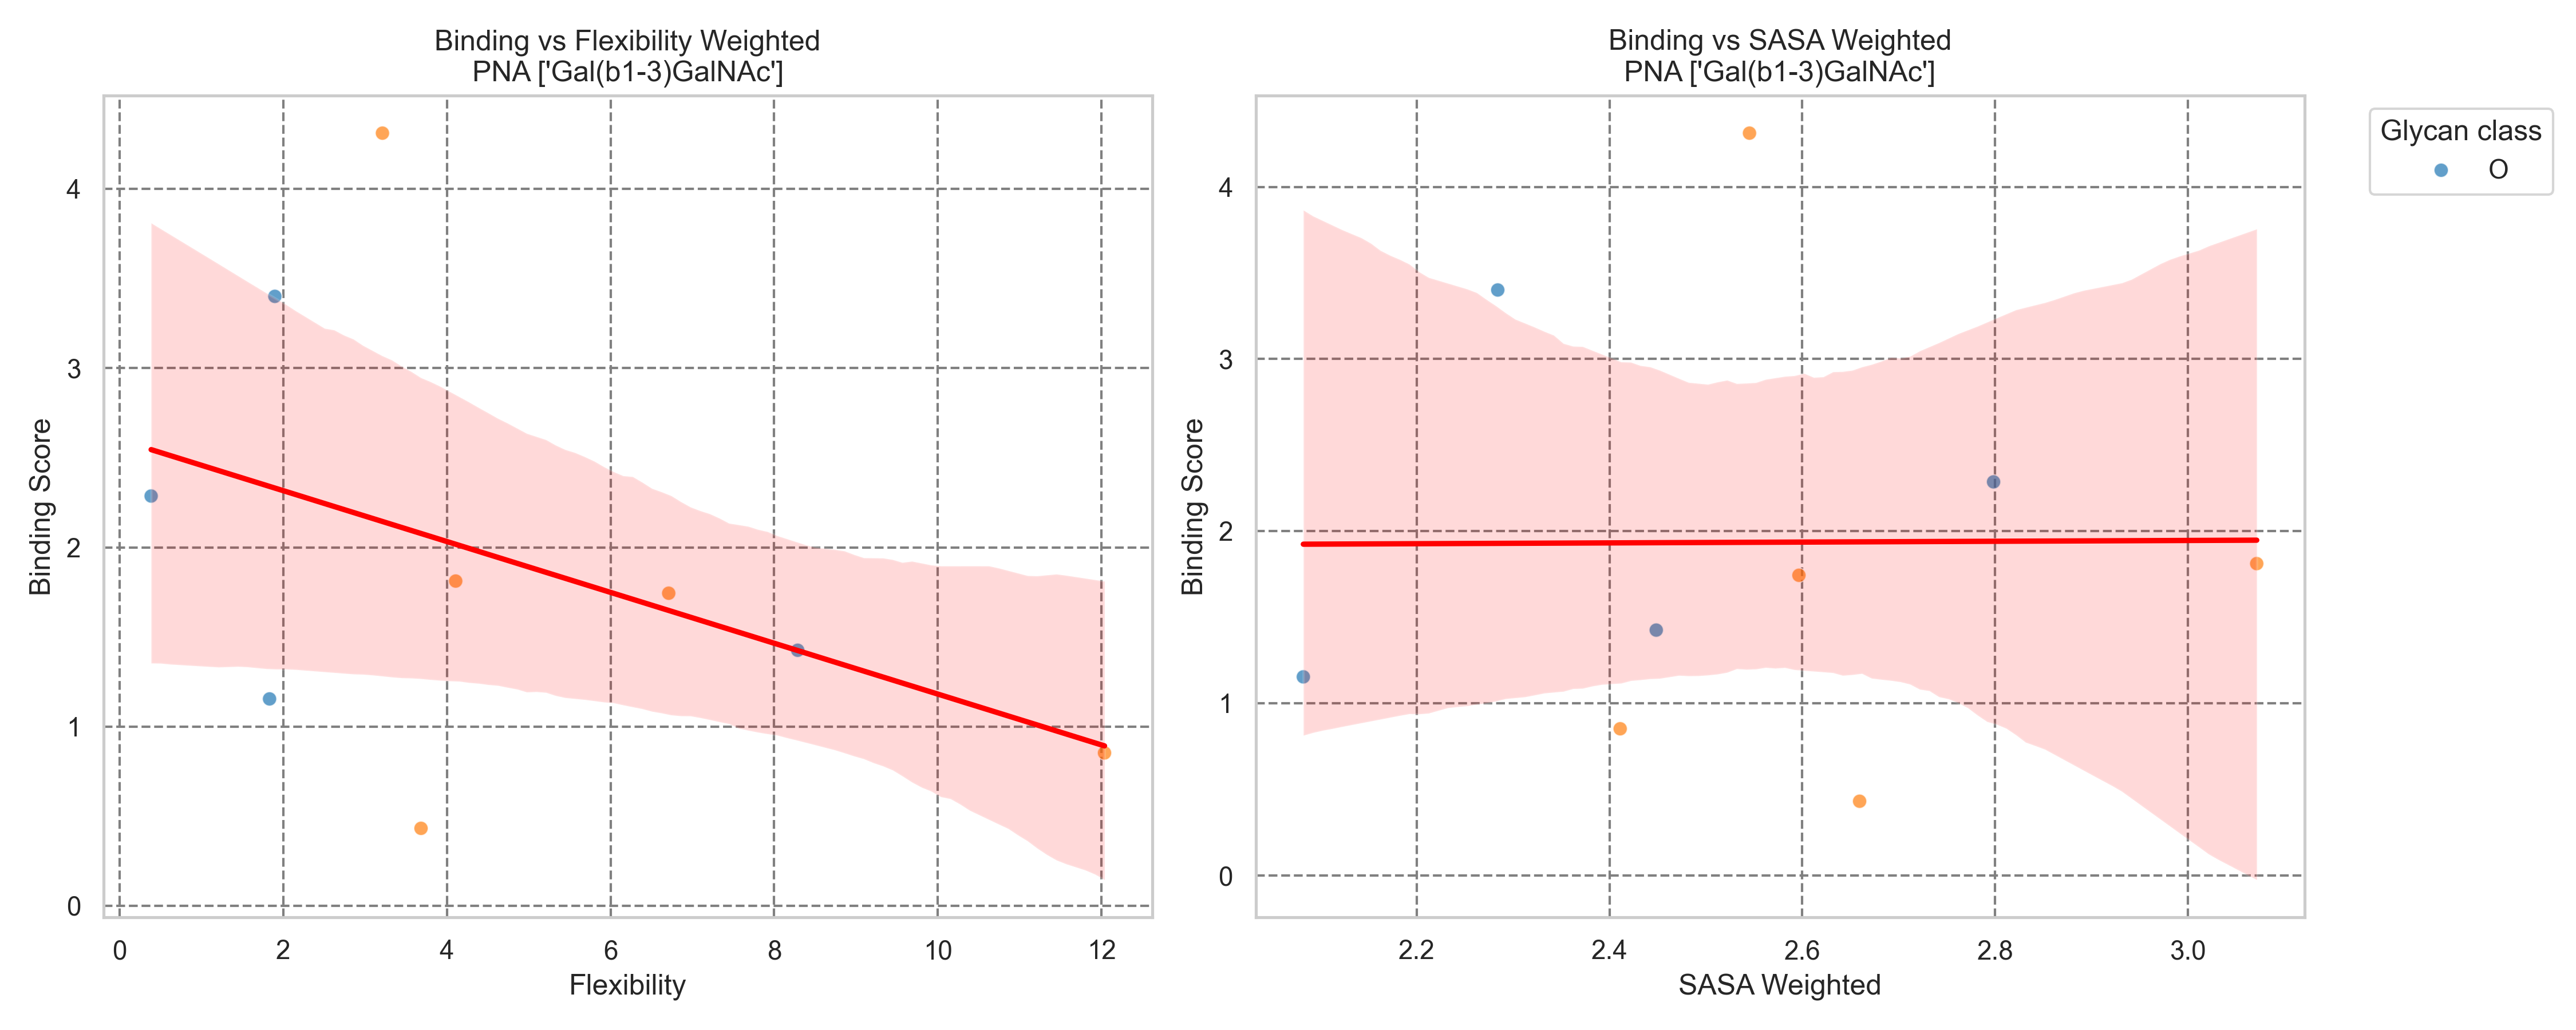 Binding vs Flexibility Weighted
PNA ['Gal(b1-3)GalNAc']
Binding Score
4
3
2
1
0
0 2 4 6 8 10 12
Flexibility
Binding vs SASA Weighted
PNA ['Gal(b1-3)GalNAc']
Binding Score
4
3
2
1
0
2.2 2.4 2.6 2.8 3.0
SASA Weighted
Glycan class
O